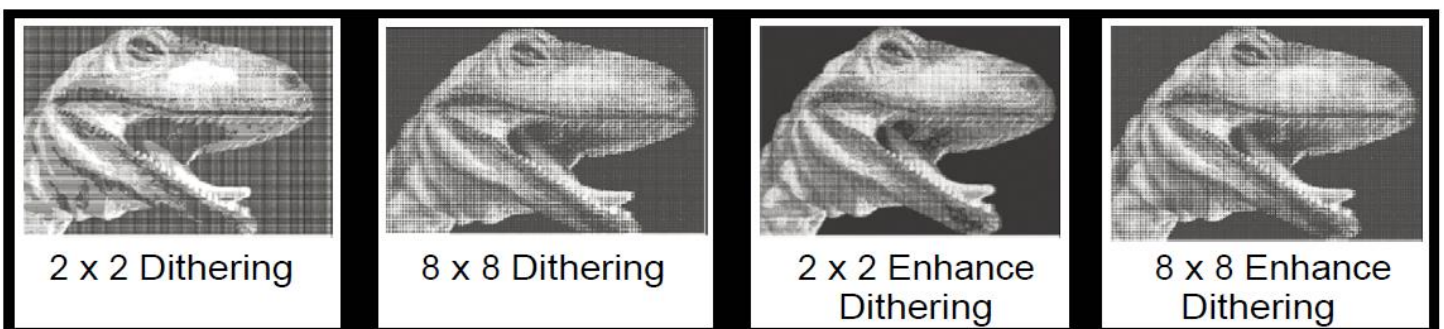 2 x 2 Dithering
8 x 8 Dithering
2 x 2 Enhance
Dithering
8 x 8 Enhance
Dithering